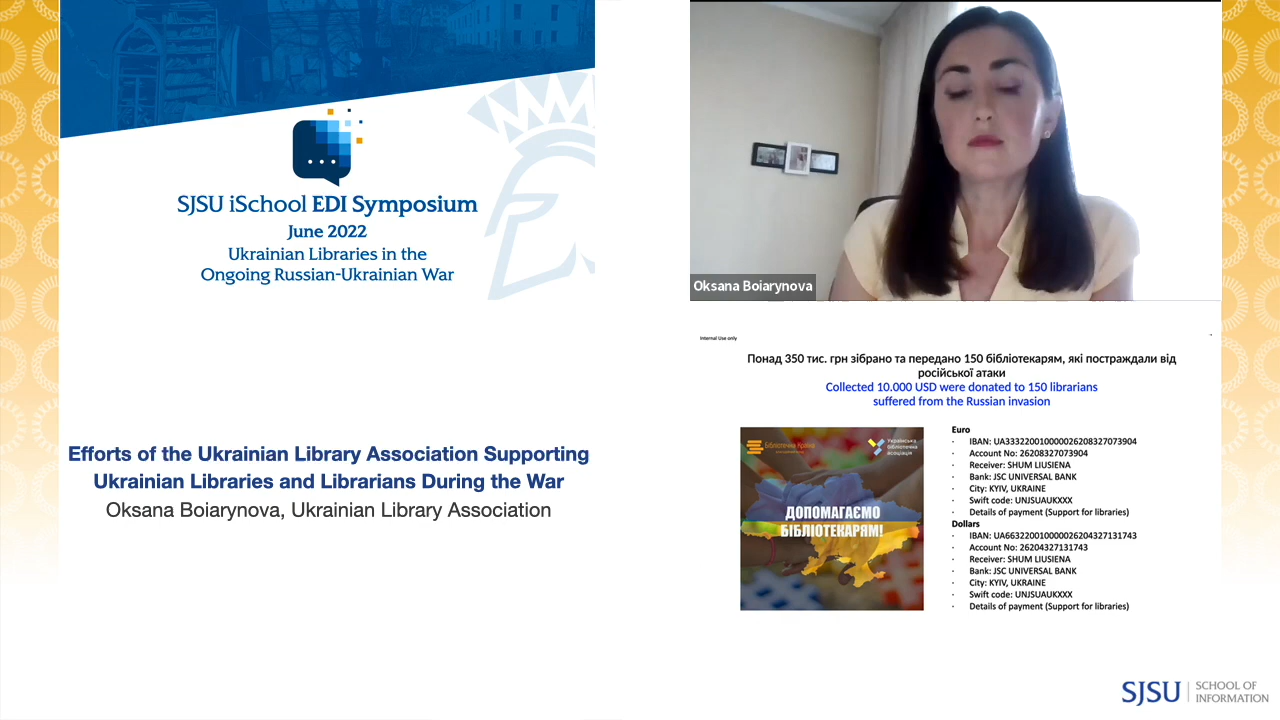 SJSU iSchool EDI Symposium
June 2022
Ukrainian Libraries in the
Ongoing Russian-Ukrainian War
Efforts of the Ukrainian Library Association Supporting
Ukrainian Libraries and Librarians During the War
Oksana Boiarynova, Ukrainian Library Association
Oksana Boiarynova
Internal Use only
Понад 350 тис. грн зібрано та передано 150 бібліотекарям, які постраждали від
російської атаки
Collected 10.000 USD were donated to 150 librarians
suffered from the Russian invasion
Бібліотечна Країна
Українська
бібліотечна
асоціація
ДОПОМАГАЄМО
БІБЛІОТЕКАРЯМ!
Euro
· IBAN: UA333220010000026208327073904
· Account No: 26208327073904
· Receiver: SHUM LIUSIENA
· Bank: JSC UNIVERSAL BANK
· City: KYIV, UKRAINE
· Swift code: UNJSUAUKXXX
· Details of payment (Support for libraries)
Dollars
· IBAN: UA663220010000026204327131743
· Account No: 26204327131743
· Receiver: SHUM LIUSIENA
· Bank: JSC UNIVERSAL BANK
· City: KYIV, UKRAINE
· Swift code: UNJSUAUKXXX
· Details of payment (Support for libraries)
SJSU | SCHOOL OF
INFORMATION